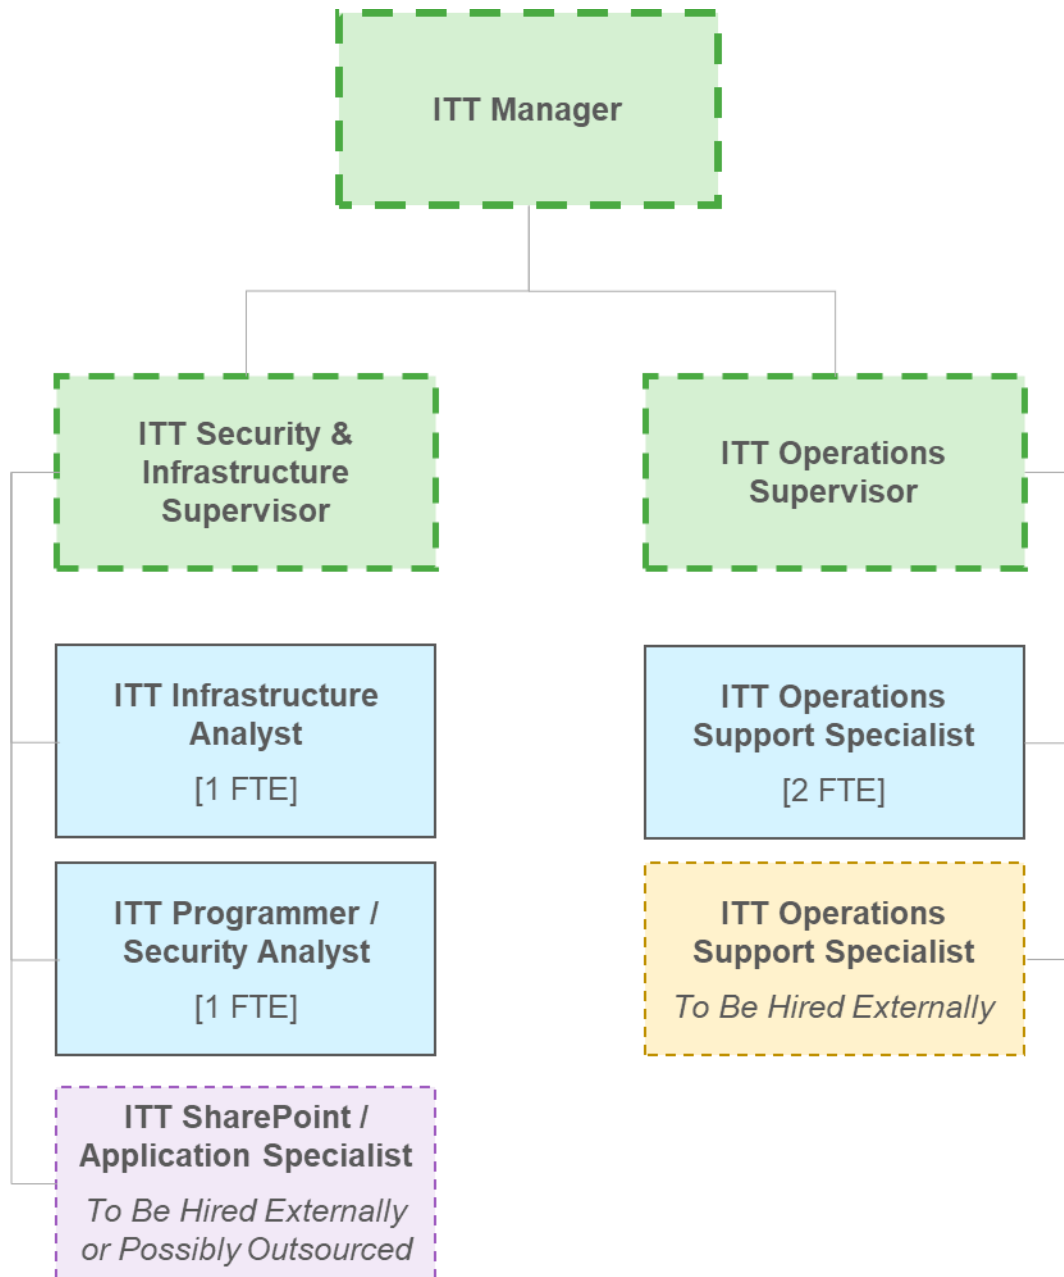 ITT Manager
ITT Security &
Infrastructure
Supervisor
ITT Operations
Supervisor
ITT Infrastructure
Analyst
[1 FTE]
ITT Operations
Support Specialist
[2 FTE]
ITT Programmer /
Security Analyst
[1 FTE]
ITT Operations
Support Specialist
To Be Hired Externally
ITT SharePoint /
Application Specialist
To Be Hired Externally
or Possibly Outsourced